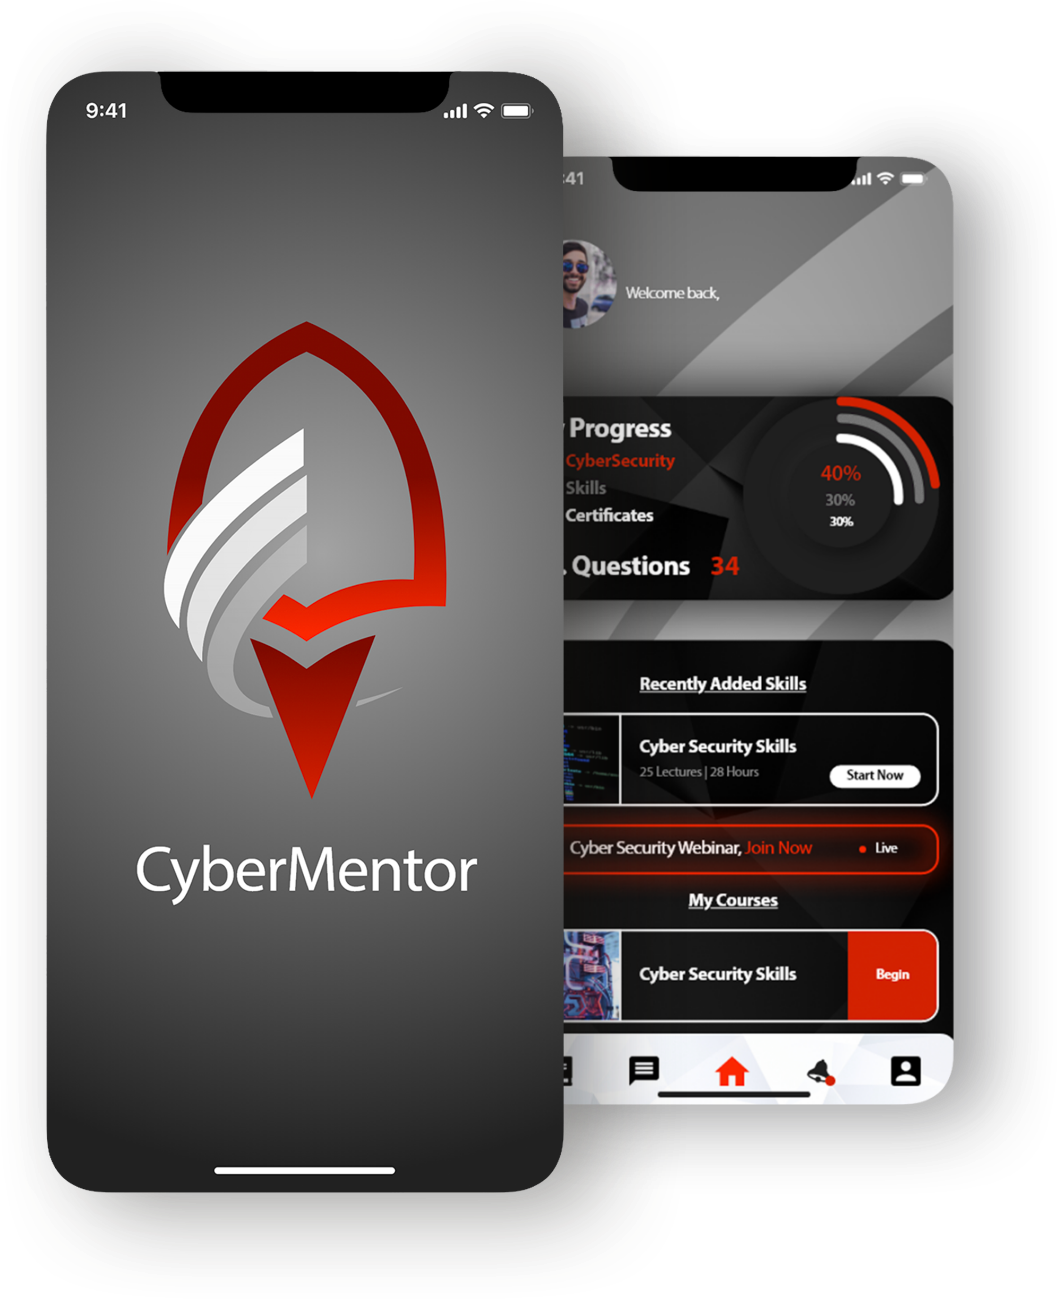 9:41
CyberMentor
:41
Welcome back,
Progress
CyberSecurity
Skills
Certificates
40%
30%
30%
. Questions 34
Recently Added Skills
Cyber Security Skills
25 Lectures | 28 Hours
Start Now
Cyber Security Webinar, Join Now
Live
My Courses
Cyber Security Skills
Begin